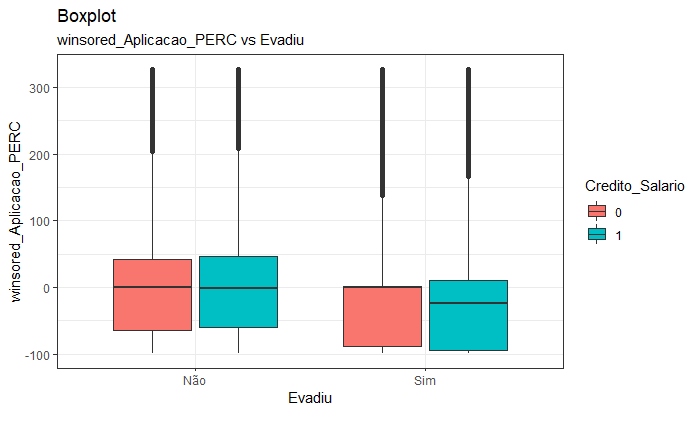 Boxplot
winsored_Aplicacao_PERC vs Evadiu
winsored_Aplicacao_PERC
300
200
100
0
-100
Não
Sim
Evadiu
Credito_Salario
0
1